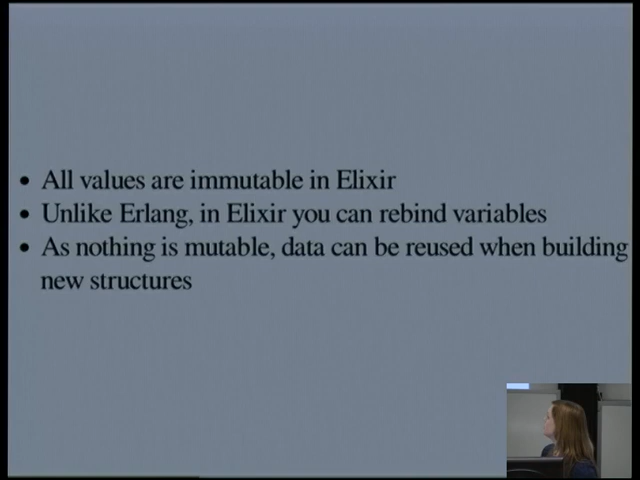 • All values are immutable in Elixir
• Unlike Erlang, in Elixir you can rebind variables
• As nothing is mutable, data can be reused when building
new structures